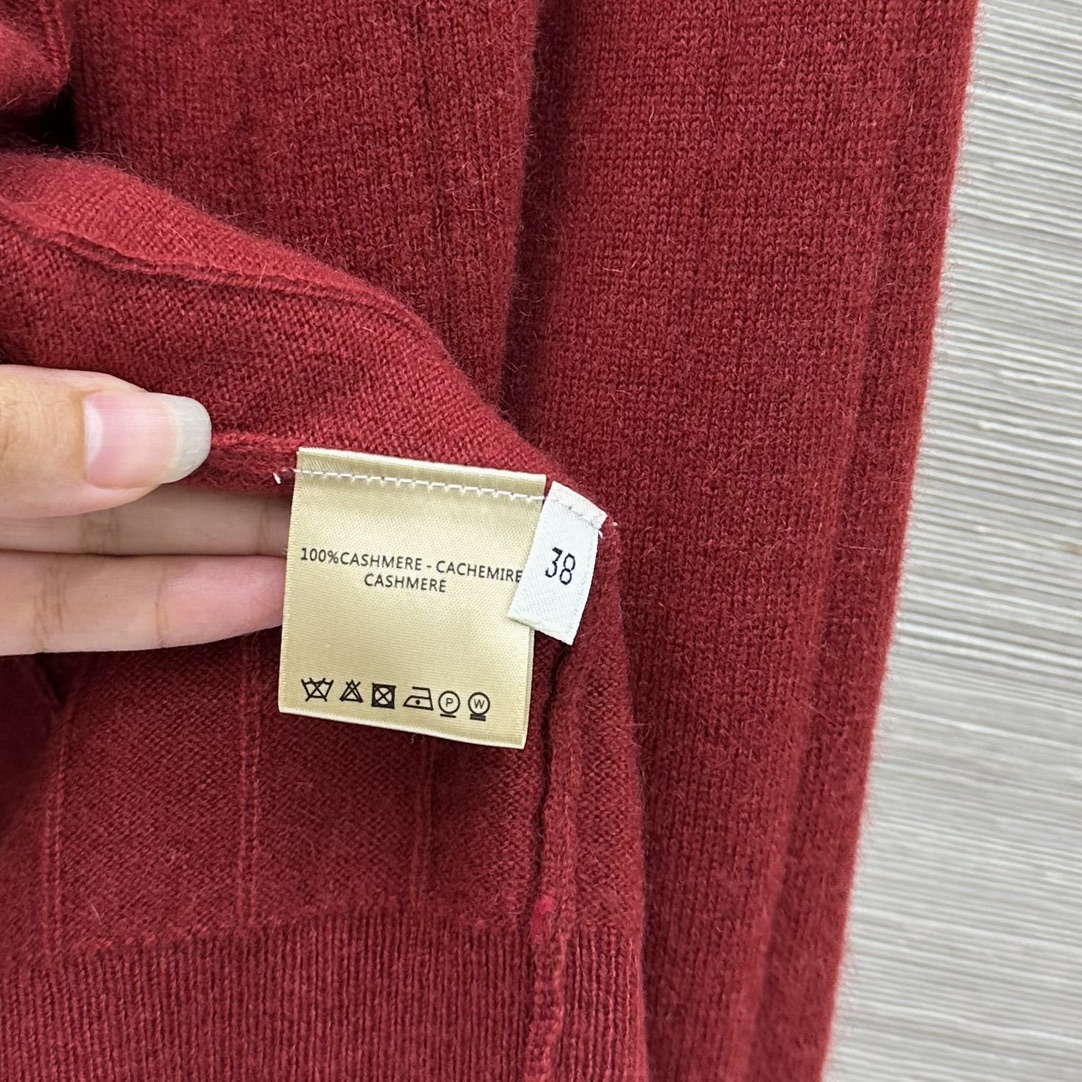 100%CASHMERE - CACHEMIRE
CASHMERE
38
P W